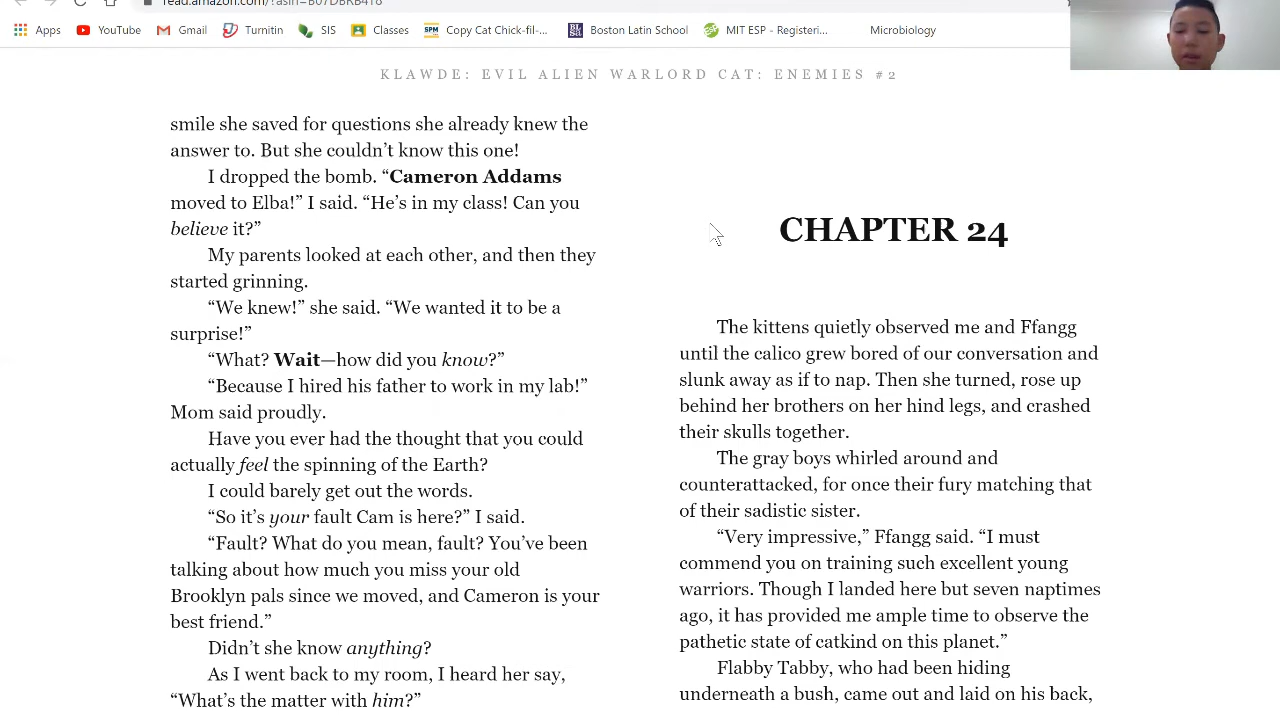 read.amazon.com/?asin=B07DBRB418
Apps YouTube Gmail Turnitin SIS Classes Copy Cat Chick-fil-... Boston Latin School MIT ESP - Registeri... Microbiology
KLAWDE: EVIL ALIEN WARLORD CAT: ENEMIES #2
smile she saved for questions she already knew the
answer to. But she couldn’t know this one!
I dropped the bomb. “Cameron Addams
moved to Elba!” I said. “He’s in my class! Can you
believe it?”
My parents looked at each other, and then they
started grinning.
“We knew!” she said. “We wanted it to be a
surprise!”
“What? Wait—how did you know?”
“Because I hired his father to work in my lab!”
Mom said proudly.
Have you ever had the thought that you could
actually feel the spinning of the Earth?
I could barely get out the words.
“So it’s your fault Cam is here?” I said.
“Fault? What do you mean, fault? You’ve been
talking about how much you miss your old
Brooklyn pals since we moved, and Cameron is your
best friend.”
Didn’t she know anything?
As I went back to my room, I heard her say,
“What’s the matter with him?”
CHAPTER 24
The kittens quietly observed me and Ffangg
until the calico grew bored of our conversation and
slunk away as if to nap. Then she turned, rose up
behind her brothers on her hind legs, and crashed
their skulls together.
The gray boys whirled around and
counterattacked, for once their fury matching that
of their sadistic sister.
“Very impressive,” Ffangg said. “I must
commend you on training such excellent young
warriors. Though I landed here but seven naptimes
ago, it has provided me ample time to observe the
pathetic state of catkind on this planet.”
Flabby Tabby, who had been hiding
underneath a bush, came out and laid on his back,